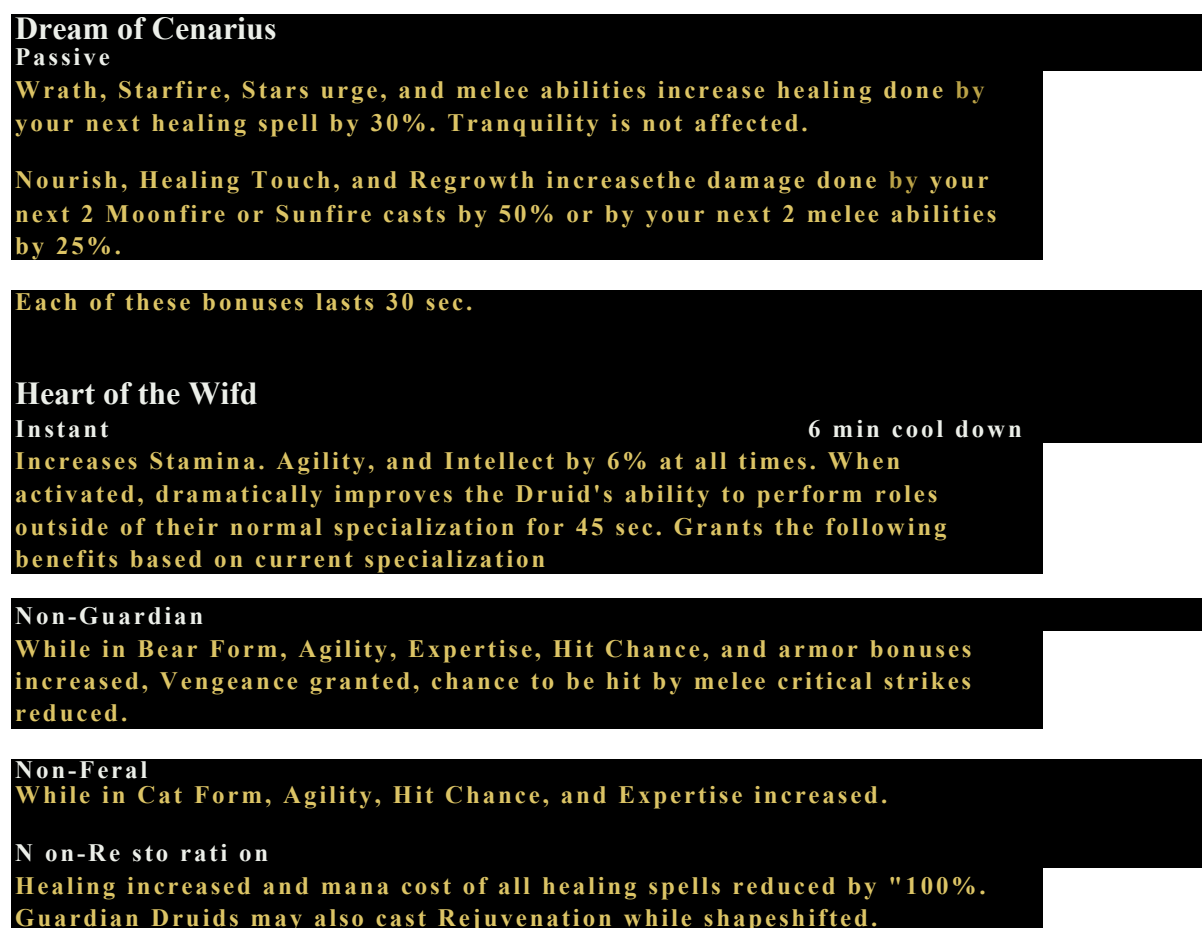 Dream of Cenarius
Passive
Wrath, Starfire, Stars urge, and melee abilities increase healing done by
your next healing spell by 30%. Tranquility is not affected.
Nourish, Healing Touch, and Regrowth increasethe damage done by your
next 2 Moonfire or Sunfire casts by 50% or by your next 2 melee abilities
by 25%.
Each of these bonuses lasts 30 sec.
Heart of the Wifd
Instant 6 min cool down
Increases Stamina. Agility, and Intellect by 6% at all times. When
activated, dramatically improves the Druid's ability to perform roles
outside of their normal specialization for 45 sec. Grants the following
benefits based on current specialization
Non-Guardian
While in Bear Form, Agility, Expertise, Hit Chance, and armor bonuses
increased, Vengeance granted, chance to be hit by melee critical strikes
reduced.
Non-Feral
While in Cat Form, Agility, Hit Chance, and Expertise increased.
N on-Re sto rati on
Healing increased and mana cost of all healing spells reduced by "100%.
Guardian Druids may also cast Rejuvenation while shapeshifted.